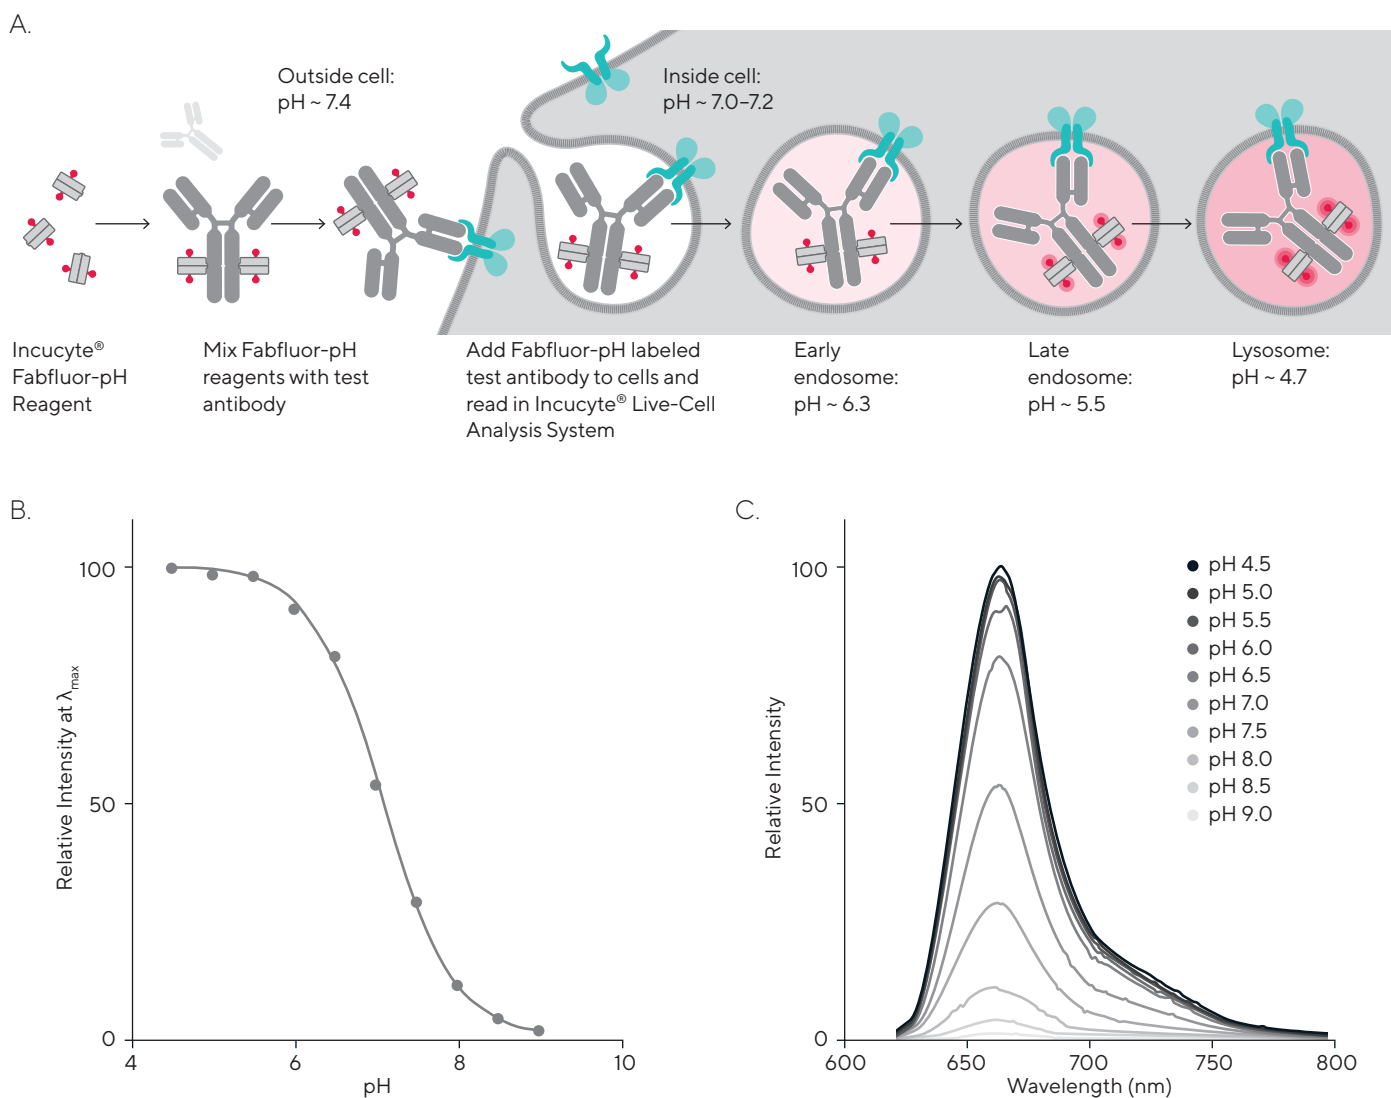 A.
Outside cell:
pH ~ 7.4
Inside cell:
pH ~ 7.0–7.2
Incucyte®
Fabfluor-pH
Reagent
Mix Fabfluor-pH
reagents with test
antibody
Add Fabfluor-pH labeled
test antibody to cells and
read in Incucyte® Live-Cell
Analysis System
Early
endosome:
pH ~ 6.3
Late
endosome:
pH ~ 5.5
Lysosome:
pH ~ 4.7
B.
Relative Intensity at λmax
100
50
0
4
6
8
10
pH
C.
Relative Intensity
100
50
0
600
650
700
750
800
Wavelength (nm)
pH 4.5
pH 5.0
pH 5.5
pH 6.0
pH 6.5
pH 7.0
pH 7.5
pH 8.0
pH 8.5
pH 9.0